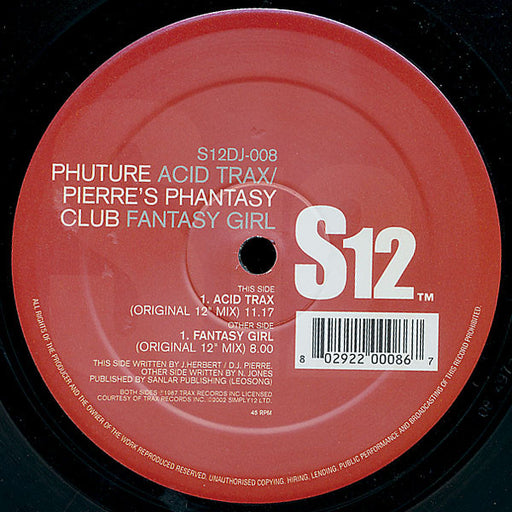 S12DJ-008
PHUTURE ACID TRAX/
PIERRE'S PHANTASY
CLUB FANTASY GIRL
S12™
THIS SIDE
1. ACID TRAX
(ORIGINAL 12" MIX) 11.17
OTHER SIDE
1. FANTASY GIRL
(ORIGINAL 12" MIX) 8.00
8 02922 00086 7
THIS SIDE WRITTEN BY J.HERBERT / D.J. PIERRE.
OTHER SIDE WRITTEN BY N. JONES
PUBLISHED BY SANLAR PUBLISHING (LEOSONG)
BOTH SIDES ℗1987 TRAX RECORDS INC LICENSED
COURTESY OF TRAX RECORDS INC. ©2002 SIMPLY12 LTD.
45 RPM
ALL RIGHTS OF THE PRODUCER AND THE OWNER OF THE WORK REPRODUCED RESERVED. UNAUTHORISED COPYING, HIRING, LENDING, PUBLIC PERFORMANCE AND BROADCASTING OF THIS RECORD PROHIBITED.